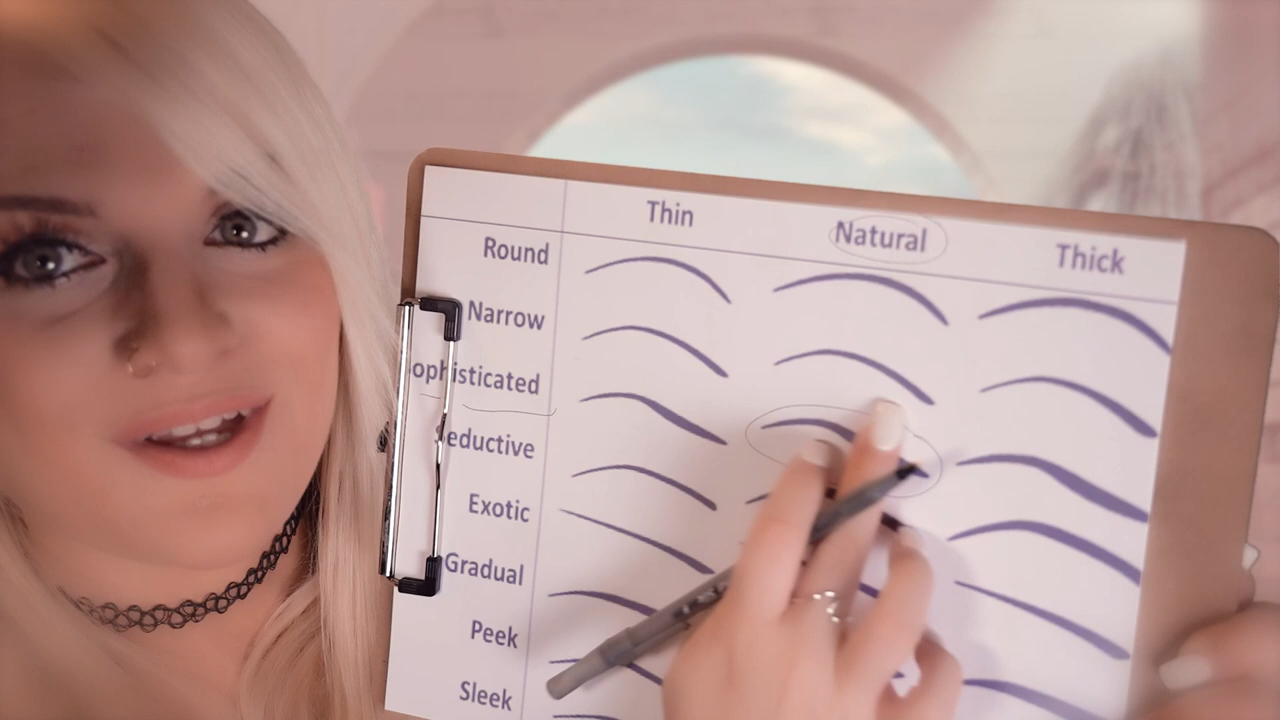 Thin Natural Thick
Round
Narrow
ophisticated
eductive
Exotic
Gradual
Peek
Sleek